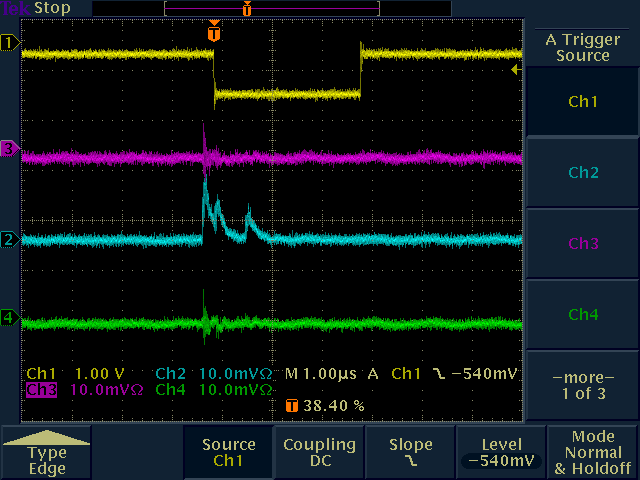 Tek Stop
T
T
1
3
2
4
A Trigger
Source
Ch1
Ch2
Ch3
Ch4
-more-
1 of 3
Ch1 1.00 V Ch2 10.0mVΩ M 1.00µs A Ch1 -540mV
Ch3 10.0mVΩ Ch4 10.0mVΩ
T 38.40 %
Type
Edge
Source
Ch1
Coupling
DC
Slope
Level
-540mV
Mode
Normal
& Holdoff